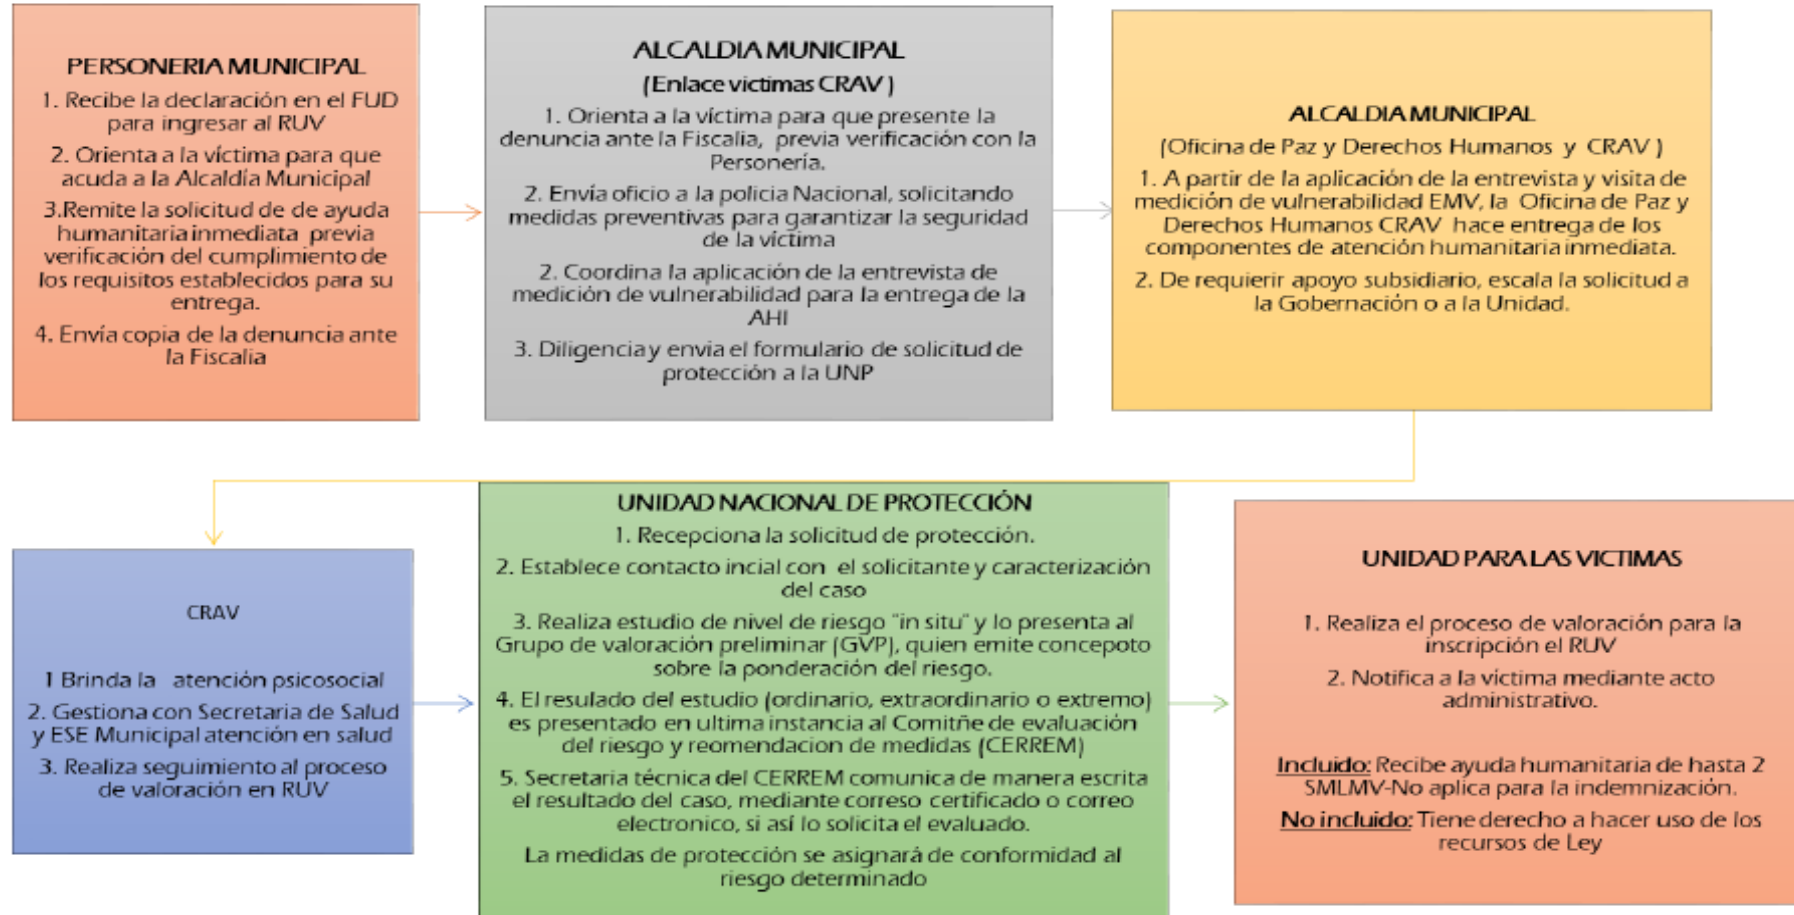 PERSONERIA MUNICIPAL
1. Recibe la declaración en el FUD
para ingresar al RUV
2. Orienta a la víctima para que
acuda a la Alcaldía Municipal
3.Remite la solicitud de de ayuda
humanitaria inmediata previa
verificación del cumplimiento de
los requisitos establecidos para su
entrega.
4. Envía copia de la denuncia ante
la Fiscalia
ALCALDIA MUNICIPAL
(Enlace victimas CRAV )
1. Orienta a la víctima para que presente la
denuncia ante la Fiscalia, previa verificación con la
Personería.
2. Envía oficio a la policia Nacional, solicitando
medidas preventivas para garantizar la seguridad
de la víctima
2. Coordina la aplicación de la entrevista de
medición de vulnerabilidad para la entrega de la
AHI
3. Diligencia y envia el formulario de solicitud de
protección a la UNP
ALCALDIA MUNICIPAL
(Oficina de Paz y Derechos Humanos y CRAV )
1. A partir de la aplicación de la entrevista y visita de
medición de vulnerabilidad EMV, la Oficina de Paz y
Derechos Humanos CRAV hace entrega de los
componentes de atención humanitaria inmediata.
2. De requierir apoyo subsidiario, escala la solicitud a
la Gobernación o a la Unidad.
CRAV
1 Brinda la atención psicosocial
2. Gestiona con Secretaria de Salud
y ESE Municipal atención en salud
3. Realiza seguimiento al proceso
de valoración en RUV
UNIDAD NACIONAL DE PROTECCIÓN
1. Recepciona la solicitud de protección.
2. Establece contacto incial con el solicitante y caracterización
del caso
3. Realiza estudio de nivel de riesgo "in situ" y lo presenta al
Grupo de valoración preliminar (GVP), quien emite concepoto
sobre la ponderación del riesgo.
4. El resulado del estudio (ordinario, extraordinario o extremo)
es presentado en ultima instancia al Comitñe de evaluación
del riesgo y reomendacion de medidas (CERREM)
5. Secretaria técnica del CERREM comunica de manera escrita
el resultado del caso, mediante correso certificado o correo
electronico, si así lo solicita el evaluado.
La medidas de protección se asignará de conformidad al
riesgo determinado
UNIDAD PARA LAS VICTIMAS
1. Realiza el proceso de valoración para la
inscripción el RUV
2. Notifica a la víctima mediante acto
administrativo.
Incluido: Recibe ayuda humanitaria de hasta 2
SMLMV-No aplica para la indemnización.
No incluido: Tiene derecho a hacer uso de los
recursos de Ley